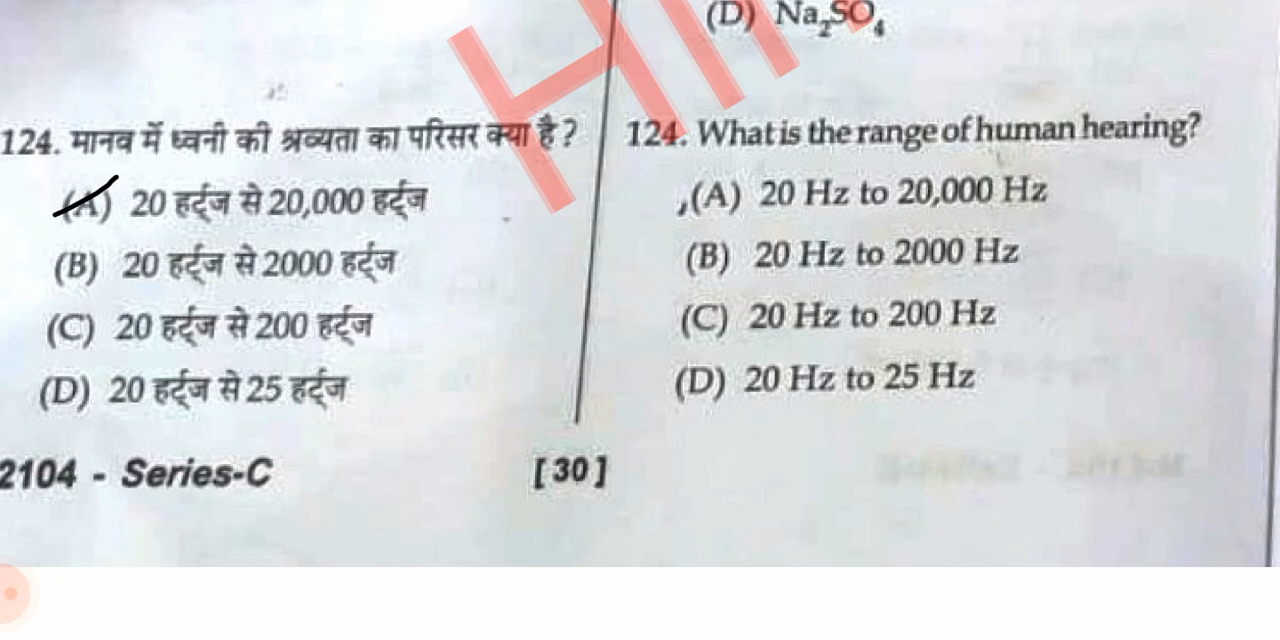 (D) Na₂SO₄
124. मानव में ध्वनी की श्रव्यता का परिसर क्या है ?
(A) 20 हर्ट्ज से 20,000 हर्ट्ज
(B) 20 हर्ट्ज से 2000 हर्ट्ज
(C) 20 हर्ट्ज से 200 हर्ट्ज
(D) 20 हर्ट्ज से 25 हर्ट्ज
124. What is the range of human hearing?
(A) 20 Hz to 20,000 Hz
(B) 20 Hz to 2000 Hz
(C) 20 Hz to 200 Hz
(D) 20 Hz to 25 Hz
2104 - Series-C
[ 30 ]